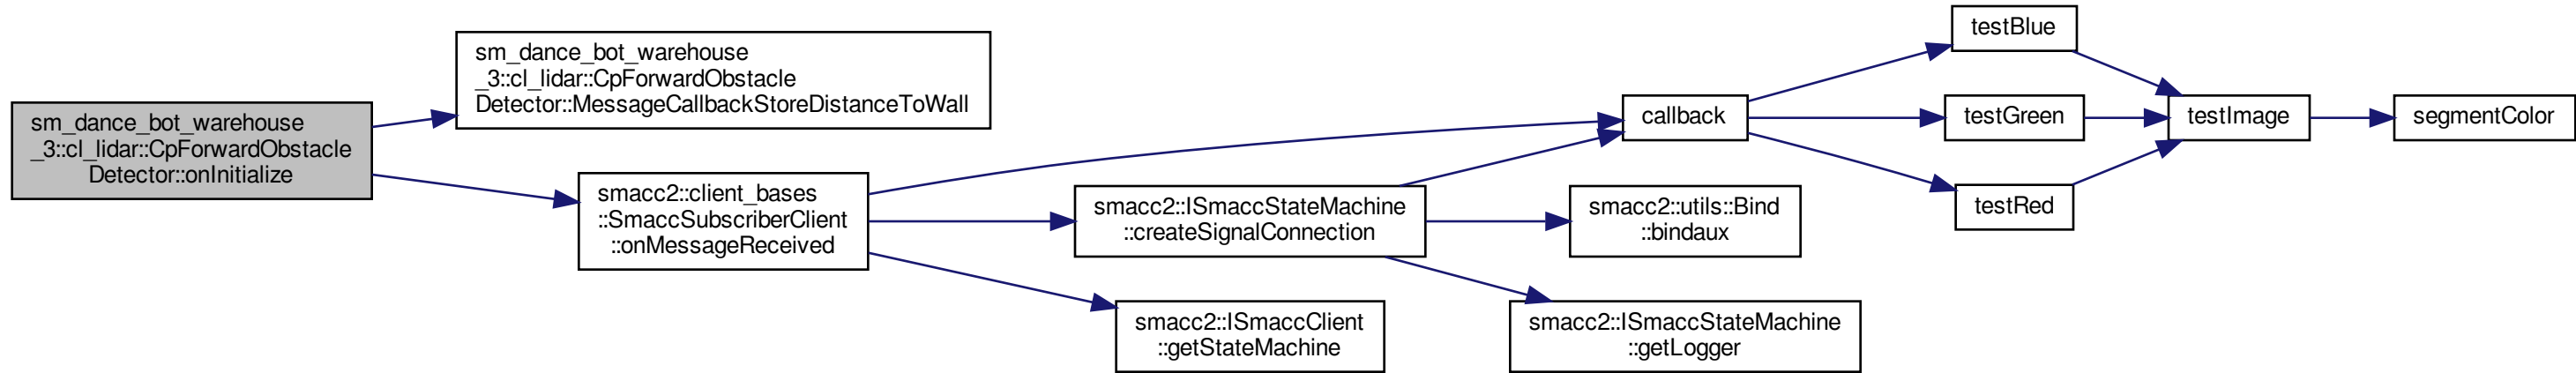 sm_dance_bot_warehouse
_3::cl_lidar::CpForwardObstacle
Detector::onInitialize
sm_dance_bot_warehouse
_3::cl_lidar::CpForwardObstacle
Detector::MessageCallbackStoreDistanceToWall
smacc2::client_bases
::SmaccSubscriberClient
::onMessageReceived
callback
smacc2::ISmaccStateMachine
::createSignalConnection
smacc2::ISmaccClient
::getStateMachine
testBlue
testGreen
testRed
smacc2::utils::Bind
::bindaux
smacc2::ISmaccStateMachine
::getLogger
testImage
segmentColor